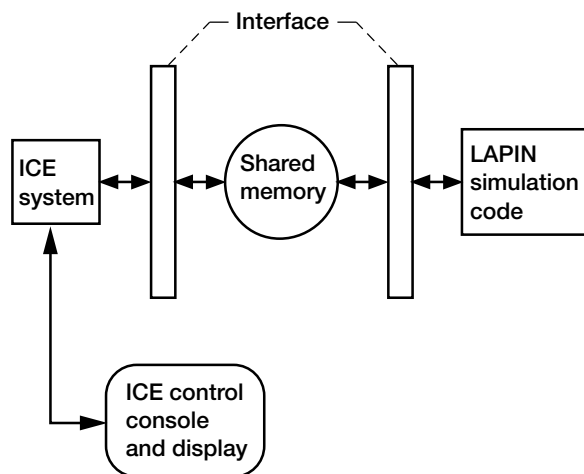 Interface
ICE
system
Shared
memory
LAPIN
simulation
code
ICE control
console
and display